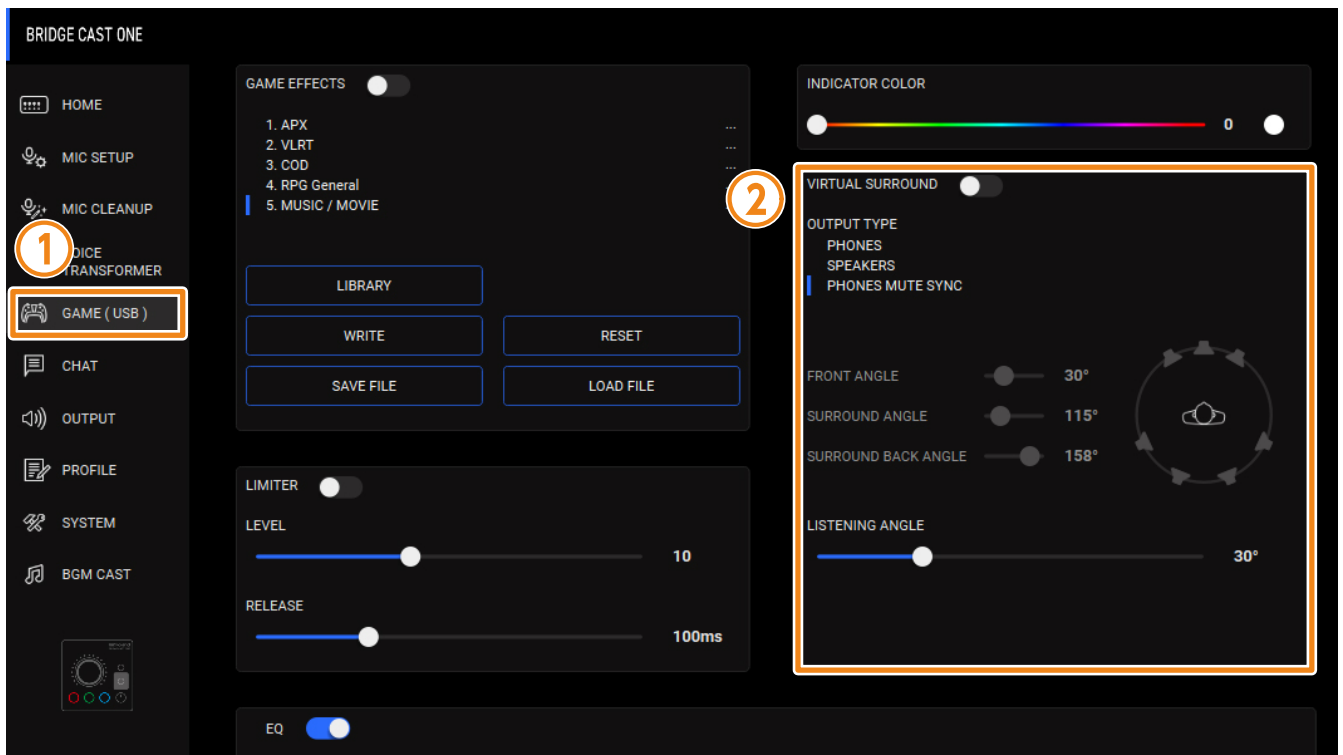 BRIDGE CAST ONE
HOME
MIC SETUP
MIC CLEANUP
1
OICE
TRANSFORMER
GAME ( USB )
CHAT
OUTPUT
PROFILE
SYSTEM
BGM CAST
GAME EFFECTS
1. APX ...
2. VLRT ...
3. COD ...
4. RPG General
5. MUSIC / MOVIE
LIBRARY
WRITE RESET
SAVE FILE LOAD FILE
LIMITER
LEVEL
10
RELEASE
100ms
EQ
INDICATOR COLOR
0
2
VIRTUAL SURROUND
OUTPUT TYPE
PHONES
SPEAKERS
PHONES MUTE SYNC
FRONT ANGLE 30°
SURROUND ANGLE 115°
SURROUND BACK ANGLE 158°
LISTENING ANGLE
30°